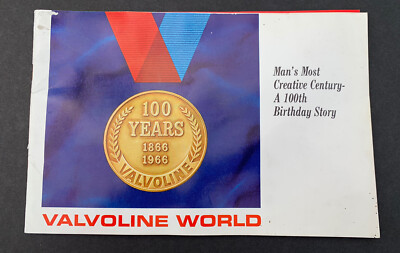 100
YEARS
1866
1966
VALVOLINE
Man's Most
Creative Century-
A 100th
Birthday Story
VALVOLINE WORLD